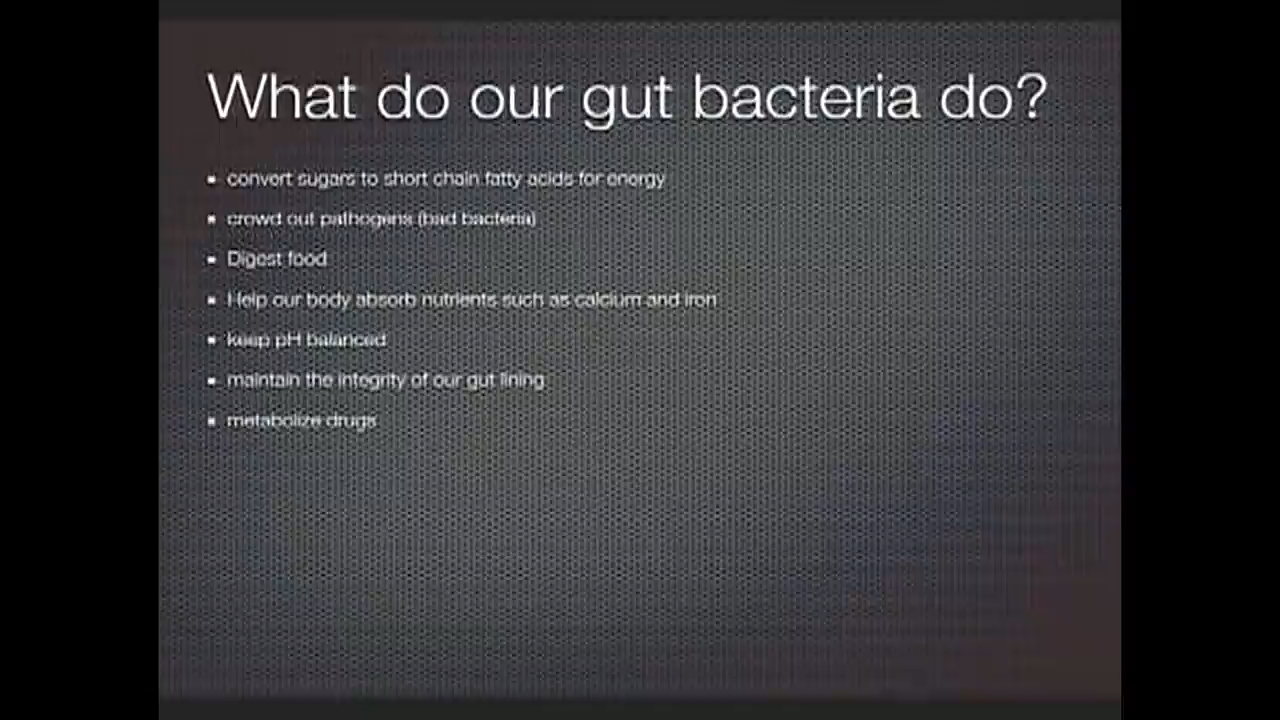 What do our gut bacteria do?
convert sugars to short chain fatty acids for energy
crowd out pathogens (bad bacteria)
Digest food
Help our body absorb nutrients such as calcium and iron
keep pH balanced
maintain the integrity of our gut lining
metabolize drugs